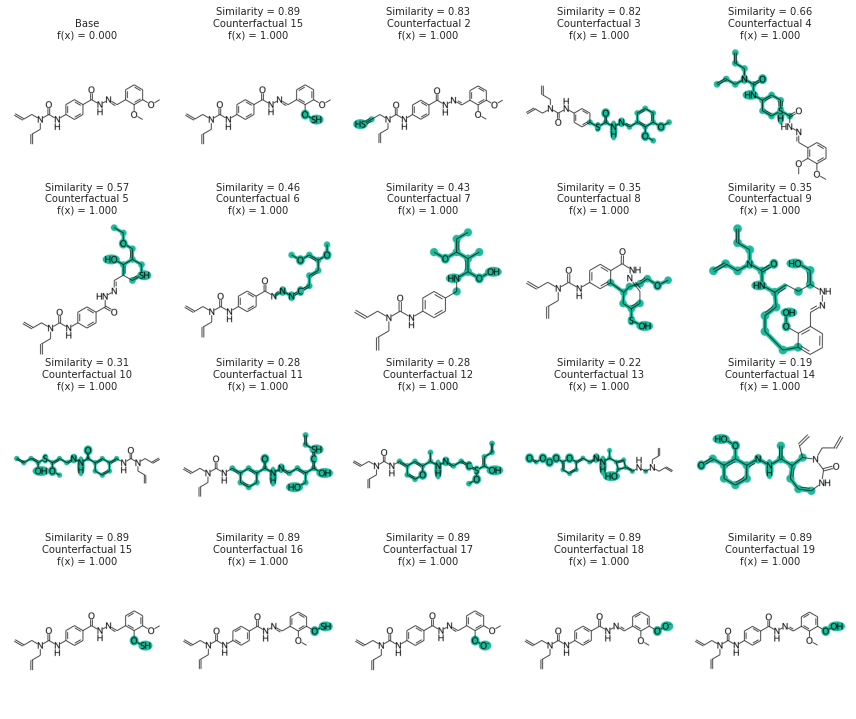 Base
f(x) = 0.000
Similarity = 0.89
Counterfactual 15
f(x) = 1.000
Similarity = 0.83
Counterfactual 2
f(x) = 1.000
Similarity = 0.82
Counterfactual 3
f(x) = 1.000
Similarity = 0.66
Counterfactual 4
f(x) = 1.000
Similarity = 0.57
Counterfactual 5
f(x) = 1.000
Similarity = 0.46
Counterfactual 6
f(x) = 1.000
Similarity = 0.43
Counterfactual 7
f(x) = 1.000
Similarity = 0.35
Counterfactual 8
f(x) = 1.000
Similarity = 0.35
Counterfactual 9
f(x) = 1.000
Similarity = 0.31
Counterfactual 10
f(x) = 1.000
Similarity = 0.28
Counterfactual 11
f(x) = 1.000
Similarity = 0.28
Counterfactual 12
f(x) = 1.000
Similarity = 0.22
Counterfactual 13
f(x) = 1.000
Similarity = 0.19
Counterfactual 14
f(x) = 1.000
Similarity = 0.89
Counterfactual 15
f(x) = 1.000
Similarity = 0.89
Counterfactual 16
f(x) = 1.000
Similarity = 0.89
Counterfactual 17
f(x) = 1.000
Similarity = 0.89
Counterfactual 18
f(x) = 1.000
Similarity = 0.89
Counterfactual 19
f(x) = 1.000